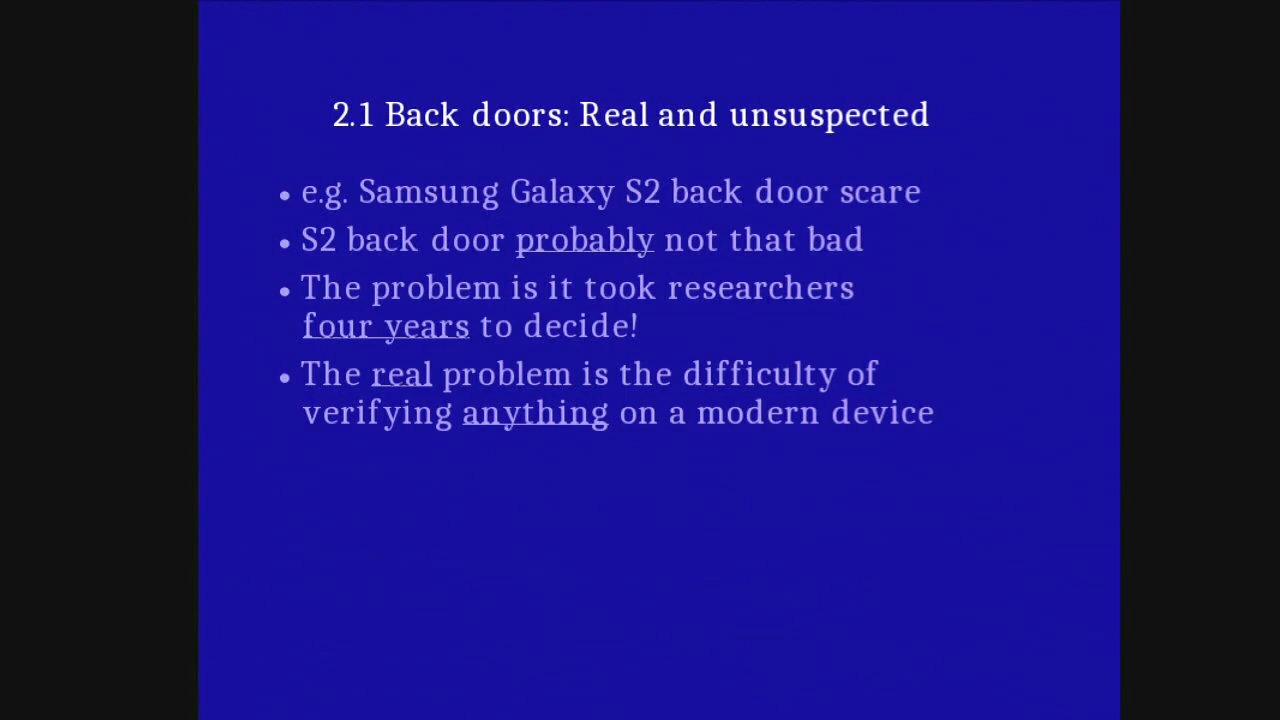 2.1 Back doors: Real and unsuspected
• e.g. Samsung Galaxy S2 back door scare
• S2 back door probably not that bad
• The problem is it took researchers
four years to decide!
• The real problem is the difficulty of
verifying anything on a modern device